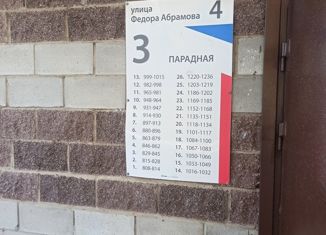 улица
Федора Абрамова 4
3 ПАРАДНАЯ
13. 999-1015 26. 1220-1236
12. 982-998 25. 1203-1219
11. 965-981 24. 1186-1202
10. 948-964 23. 1169-1185
9. 931-947 22. 1152-1168
8. 914-930 21. 1135-1151
7. 897-913 20. 1118-1134
6. 880-896 19. 1101-1117
5. 863-879 18. 1084-1100
4. 846-862 17. 1067-1083
3. 829-845 16. 1050-1066
2. 815-828 15. 1033-1049
1. 808-814 14. 1016-1032